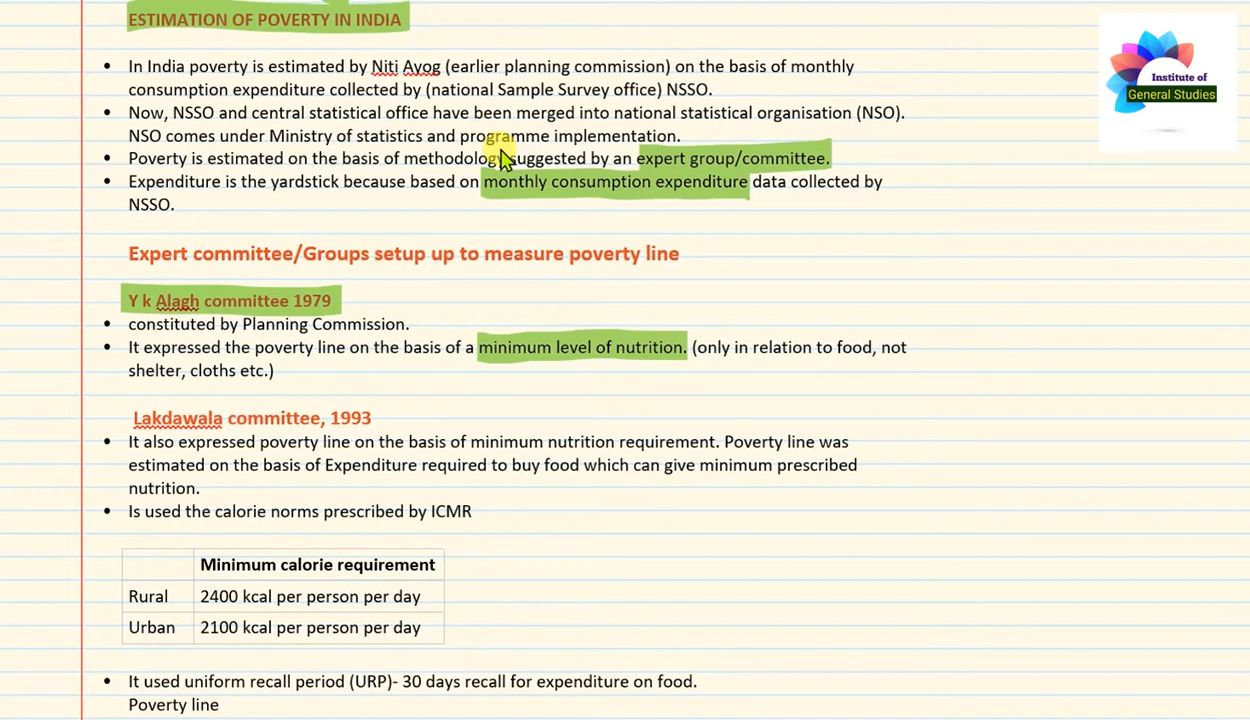 ESTIMATION OF POVERTY IN INDIA
Institute of
General Studies
• In India poverty is estimated by Niti Ayog (earlier planning commission) on the basis of monthly
consumption expenditure collected by (national Sample Survey office) NSSO.
• Now, NSSO and central statistical office have been merged into national statistical organisation (NSO).
NSO comes under Ministry of statistics and programme implementation.
• Poverty is estimated on the basis of methodology suggested by an expert group/committee.
• Expenditure is the yardstick because based on monthly consumption expenditure data collected by
NSSO.
Expert committee/Groups setup up to measure poverty line
Y k Alagh committee 1979
• constituted by Planning Commission.
• It expressed the poverty line on the basis of a minimum level of nutrition. (only in relation to food, not
shelter, cloths etc.)
Lakdawala committee, 1993
• It also expressed poverty line on the basis of minimum nutrition requirement. Poverty line was
estimated on the basis of Expenditure required to buy food which can give minimum prescribed
nutrition.
• Is used the calorie norms prescribed by ICMR
Minimum calorie requirement
Rural 2400 kcal per person per day
Urban 2100 kcal per person per day
• It used uniform recall period (URP)- 30 days recall for expenditure on food.
Poverty line